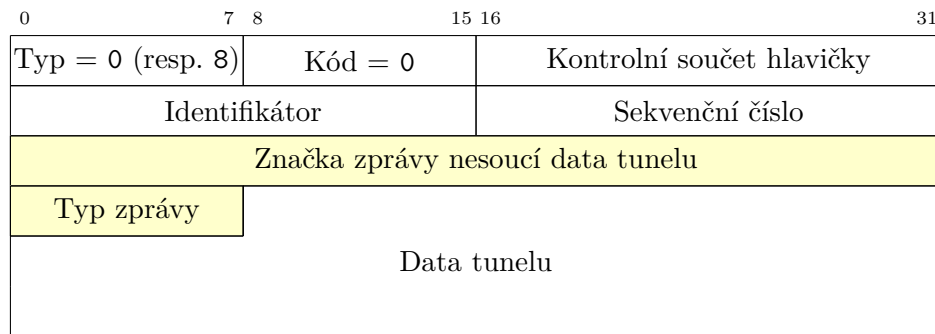 0 7 8 15 16 31
Typ = 0 (resp. 8) Kód = 0 Kontrolní součet hlavičky
Identifikátor Sekvenční číslo
Značka zprávy nesoucí data tunelu
Typ zprávy
Data tunelu